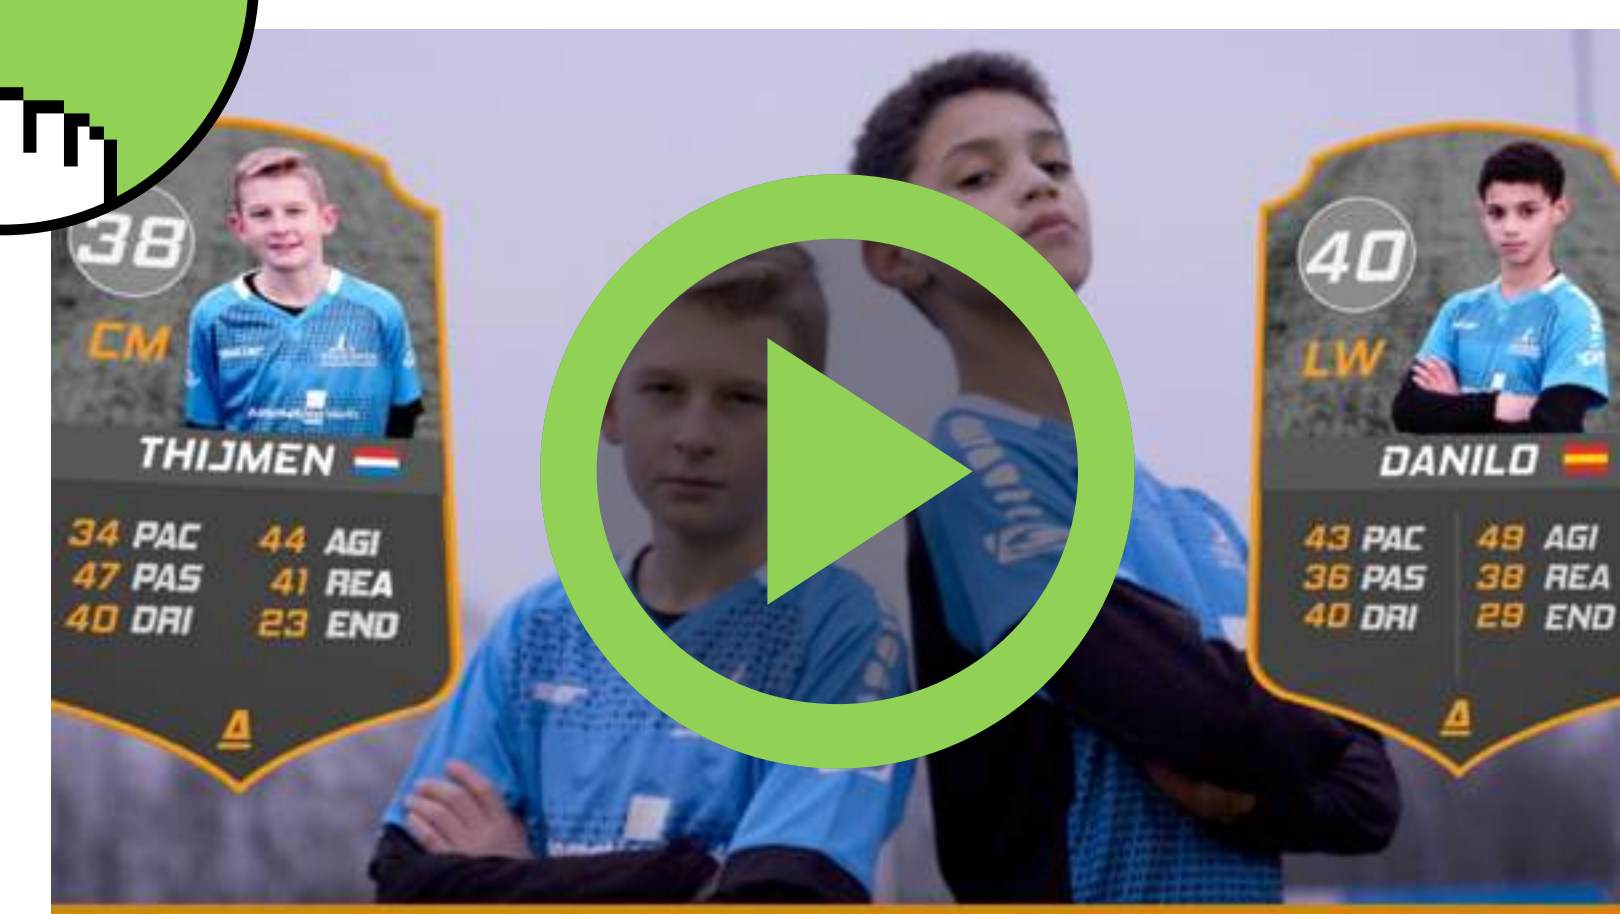 38
CM
THIJMEN
34 PAC 44 AGI
47 PAS 41 REA
40 DRI 23 END
40
LW
DANILO
43 PAC 49 AGI
36 PAS 38 REA
40 DRI 29 END